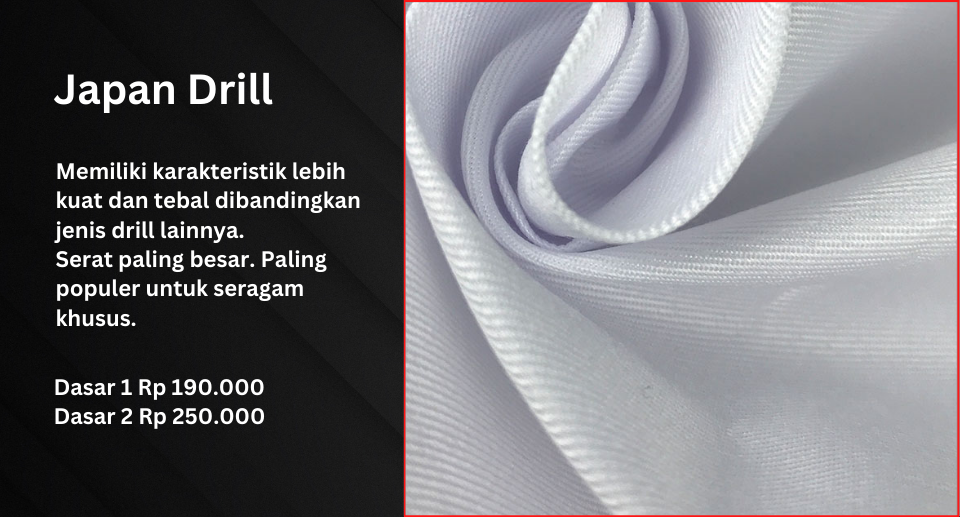 Japan Drill
Memiliki karakteristik lebih
kuat dan tebal dibandingkan
jenis drill lainnya.
Serat paling besar. Paling
populer untuk seragam
khusus.
Dasar 1 Rp 190.000
Dasar 2 Rp 250.000